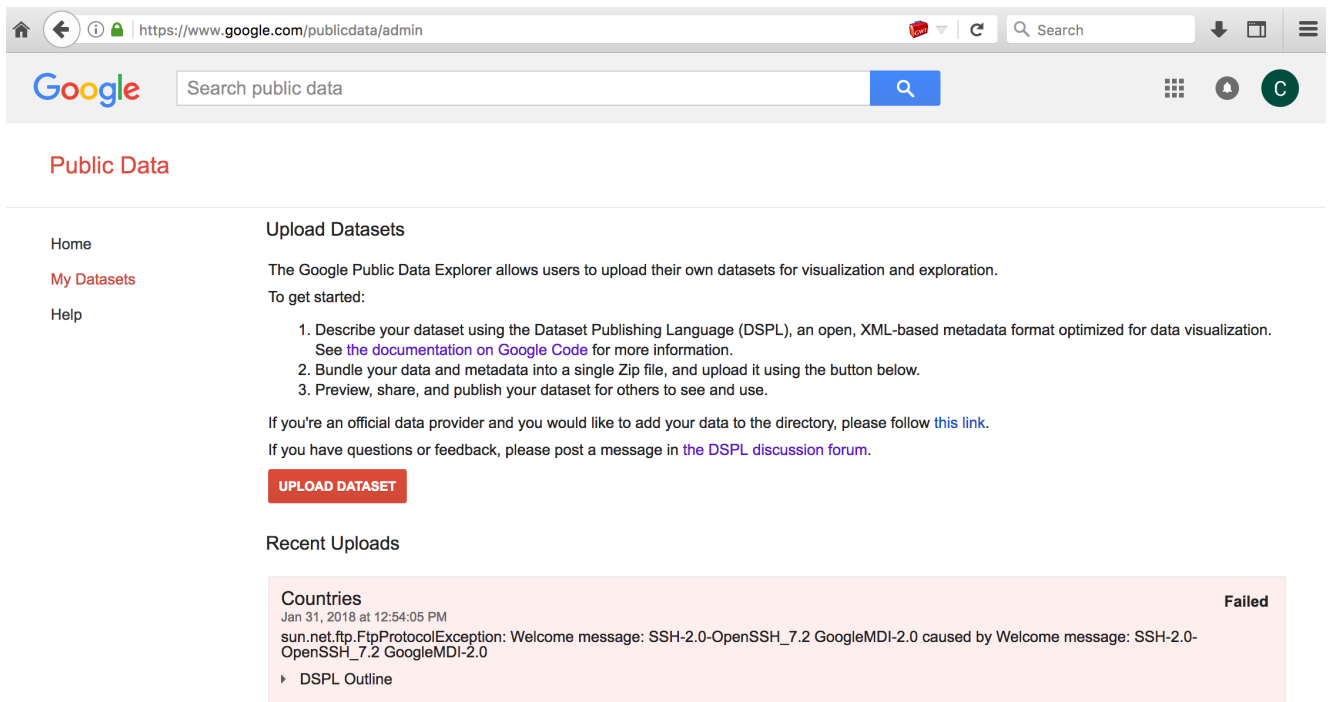 https://www.google.com/publicdata/admin
Search
Google
Search public data
C
Public Data
Home
My Datasets
Help
Upload Datasets
The Google Public Data Explorer allows users to upload their own datasets for visualization and exploration.
To get started:
1. Describe your dataset using the Dataset Publishing Language (DSPL), an open, XML-based metadata format optimized for data visualization.
See the documentation on Google Code for more information.
2. Bundle your data and metadata into a single Zip file, and upload it using the button below.
3. Preview, share, and publish your dataset for others to see and use.
If you're an official data provider and you would like to add your data to the directory, please follow this link.
If you have questions or feedback, please post a message in the DSPL discussion forum.
UPLOAD DATASET
Recent Uploads
Countries
Failed
Jan 31, 2018 at 12:54:05 PM
sun.net.ftp.FtpProtocolException: Welcome message: SSH-2.0-OpenSSH_7.2 GoogleMDI-2.0 caused by Welcome message: SSH-2.0-
OpenSSH_7.2 GoogleMDI-2.0
DSPL Outline